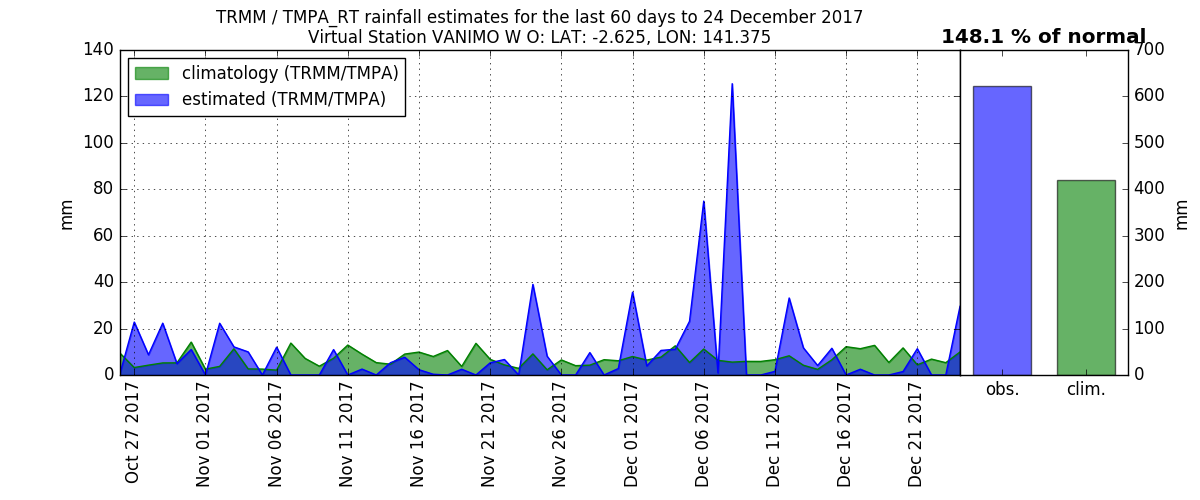 TRMM / TMPA_RT rainfall estimates for the last 60 days to 24 December 2017
Virtual Station VANIMO W O: LAT: -2.625, LON: 141.375
148.1 % of normal
climatology (TRMM/TMPA)
estimated (TRMM/TMPA)
mm
140
120
100
80
60
40
20
0
700
600
500
400
300
200
100
0
mm
Oct 27 2017
Nov 01 2017
Nov 06 2017
Nov 11 2017
Nov 16 2017
Nov 21 2017
Nov 26 2017
Dec 01 2017
Dec 06 2017
Dec 11 2017
Dec 16 2017
Dec 21 2017
obs.
clim.